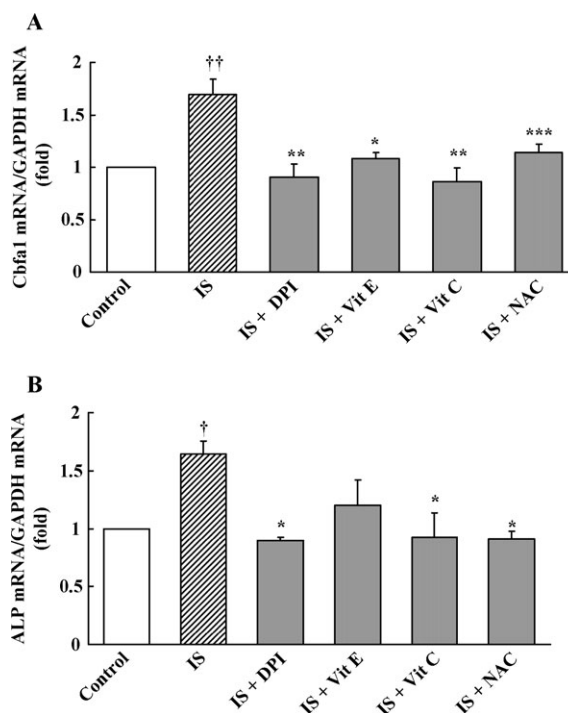 A
Cbfa1 mRNA/GAPDH mRNA
(fold)
2
1.5
1
0.5
0
††
**
*
**
***
Control
IS
IS + DPI
IS + Vit E
IS + Vit C
IS + NAC
B
ALP mRNA/GAPDH mRNA
(fold)
2
1.5
1
0.5
0
†
*
*
*
Control
IS
IS + DPI
IS + Vit E
IS + Vit C
IS + NAC